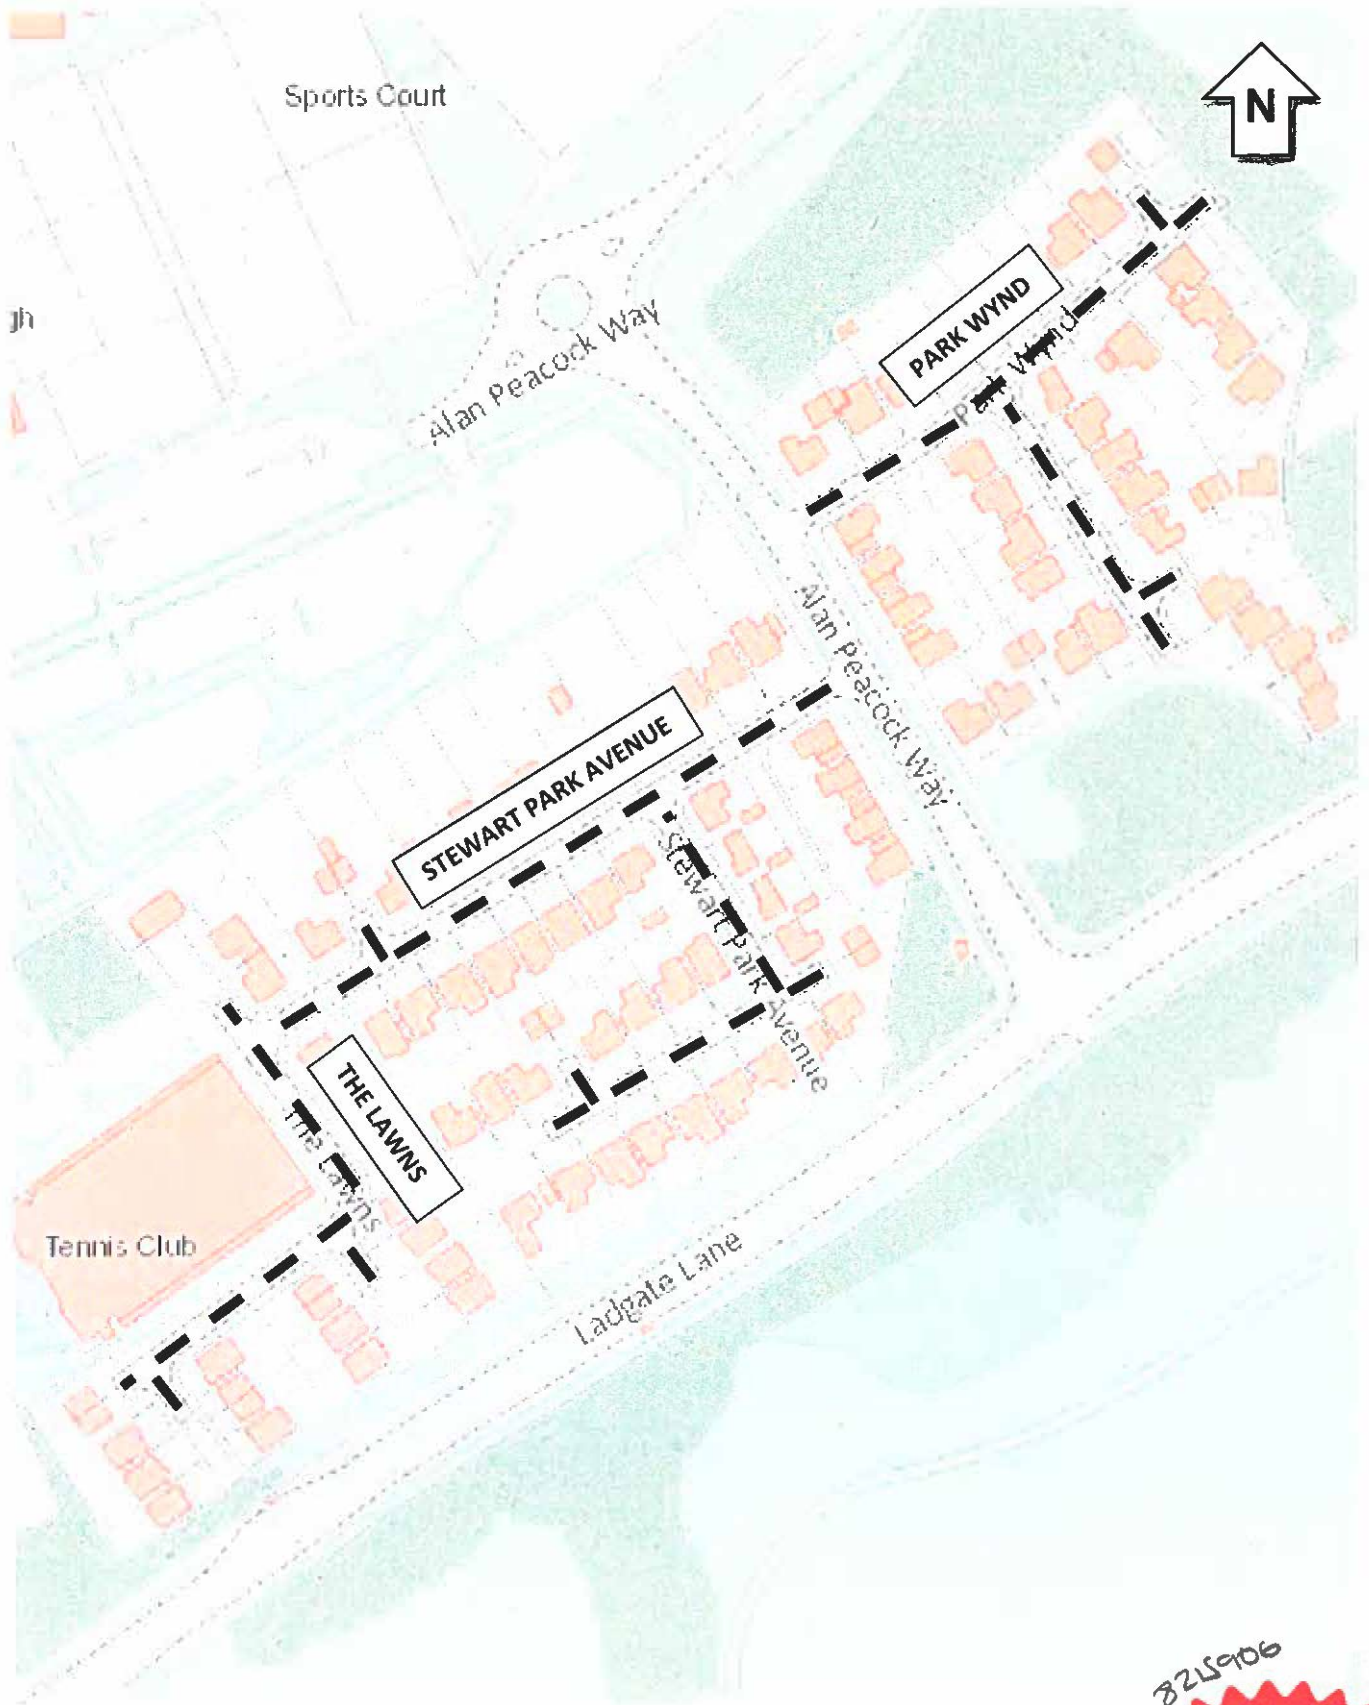 Sports Court
N
gh
Alan Peacock Way
PARK WYND
Park Wynd
Alan Peacock Way
STEWART PARK AVENUE
Stewart Park Avenue
THE LAWNS
The Lawns
Tennis Club
Ladgate Lane